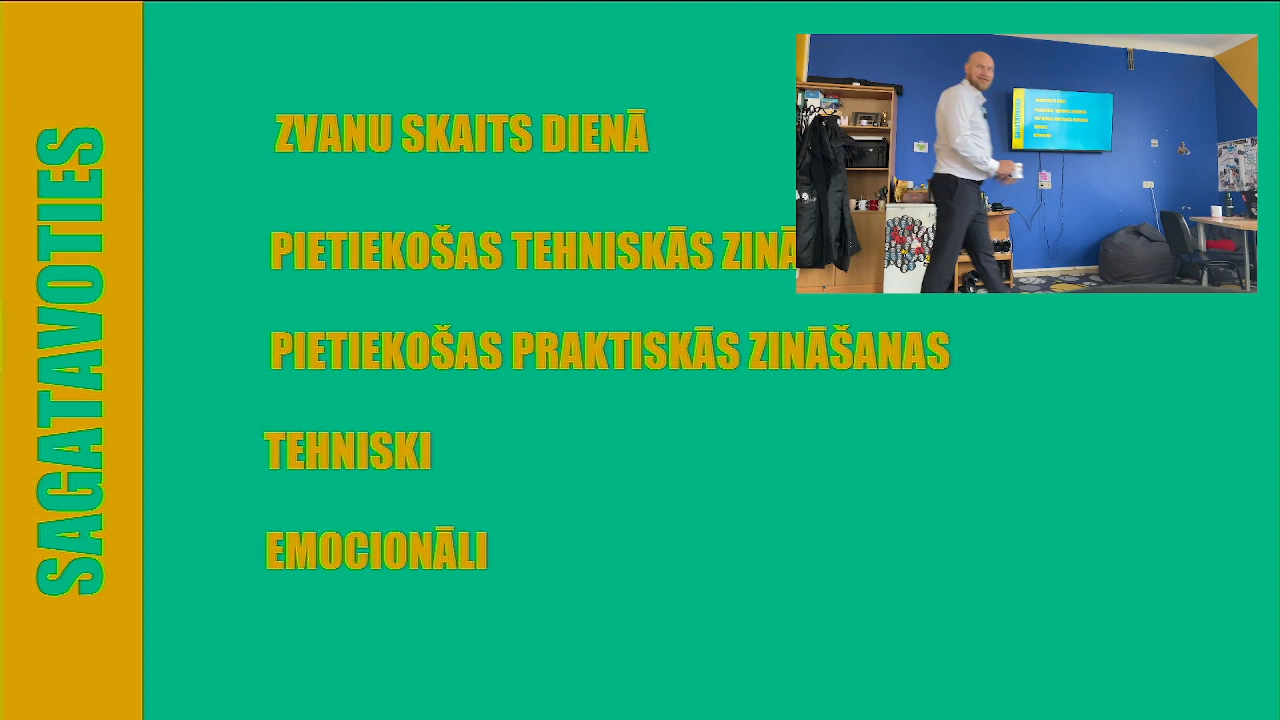 SAGATAVOTIES
ZVANU SKAITS DIENĀ
PIETIEKOŠAS TEHNISKĀS ZINĀ
PIETIEKOŠAS PRAKTISKĀS ZINĀŠANAS
TEHNISKI
EMOCIONĀLI